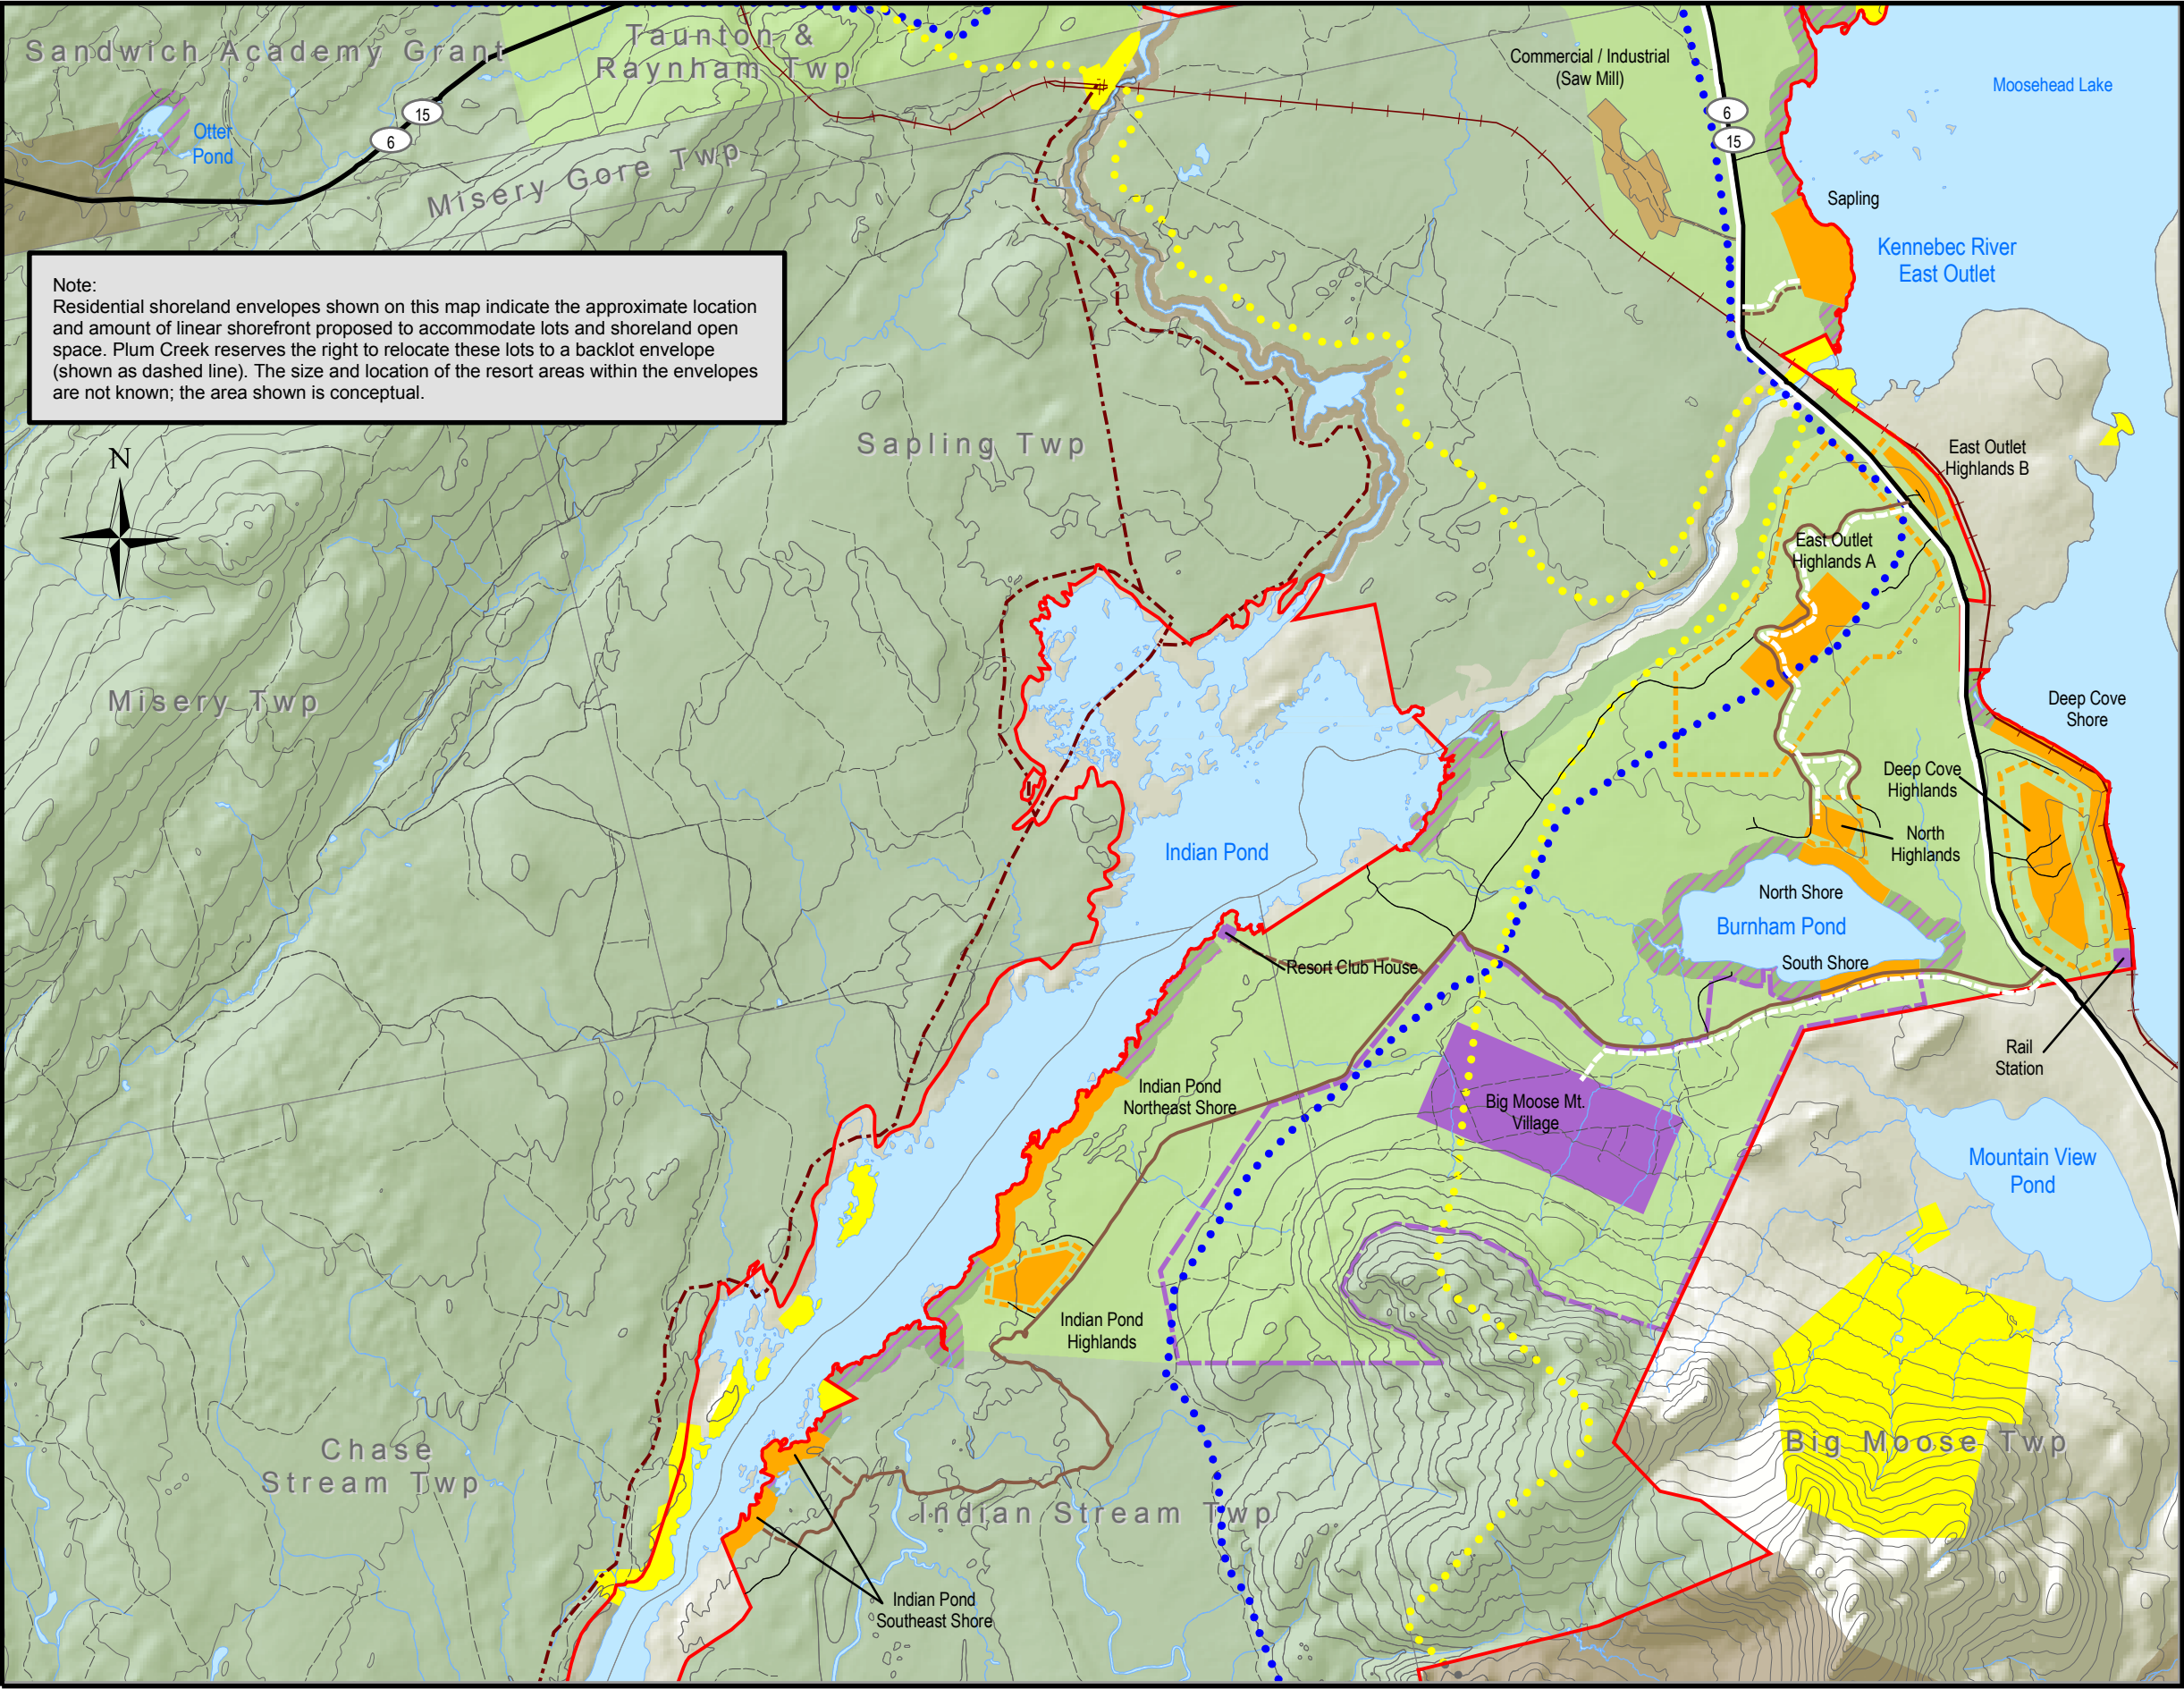 Sandwich Academy Grant
Taunton &
Raynham Twp
Commercial / Industrial
(Saw Mill)
Moosehead Lake
Otter
Pond
15
6
6
15
Misery Gore Twp
Sapling
Kennebec River
East Outlet
Note:
Residential shoreland envelopes shown on this map indicate the approximate location
and amount of linear shorefront proposed to accommodate lots and shoreland open
space. Plum Creek reserves the right to relocate these lots to a backlot envelope
(shown as dashed line). The size and location of the resort areas within the envelopes
are not known; the area shown is conceptual.
N
Sapling Twp
East Outlet
Highlands B
East Outlet
Highlands A
Misery Twp
Deep Cove
Shore
Deep Cove
Highlands
North
Highlands
Indian Pond
North Shore
Burnham Pond
South Shore
Resort Club House
Rail
Station
Indian Pond
Northeast Shore
Big Moose Mt.
Village
Mountain View
Pond
Indian Pond
Highlands
Chase
Stream Twp
Big Moose Twp
Indian Stream Twp
Indian Pond
Southeast Shore